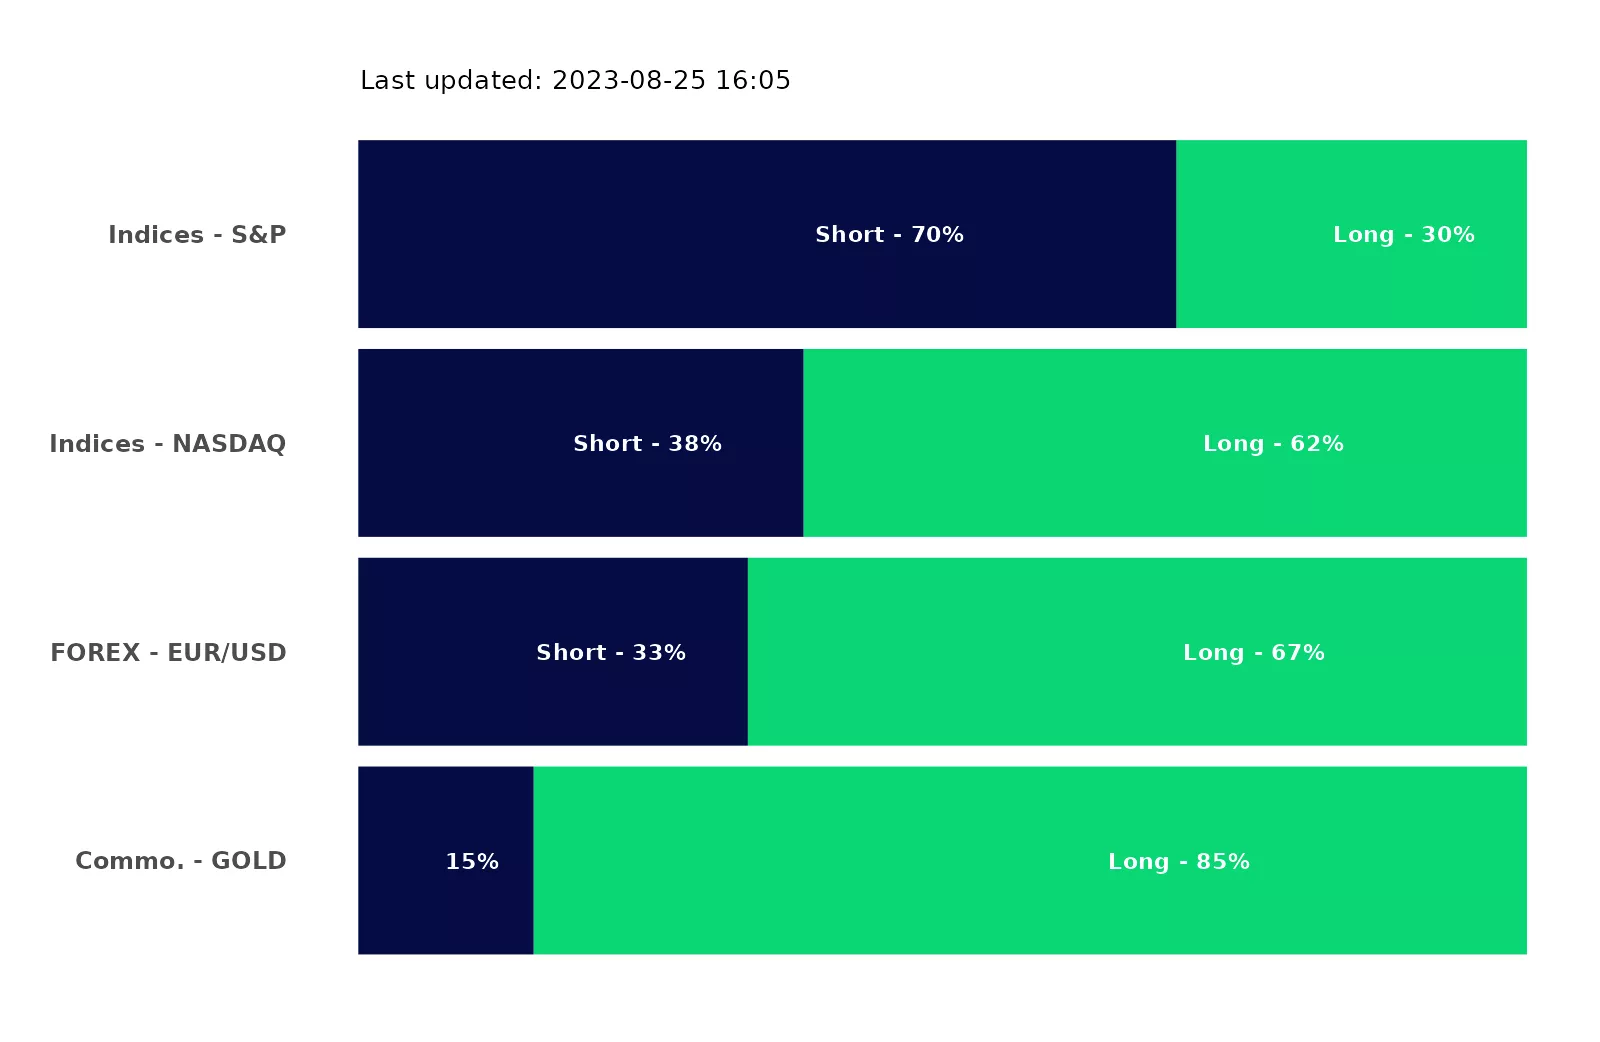 Last updated: 2023-08-25 16:05
Indices - S&P Short - 70% Long - 30%
Indices - NASDAQ Short - 38% Long - 62%
FOREX - EUR/USD Short - 33% Long - 67%
Commo. - GOLD 15% Long - 85%